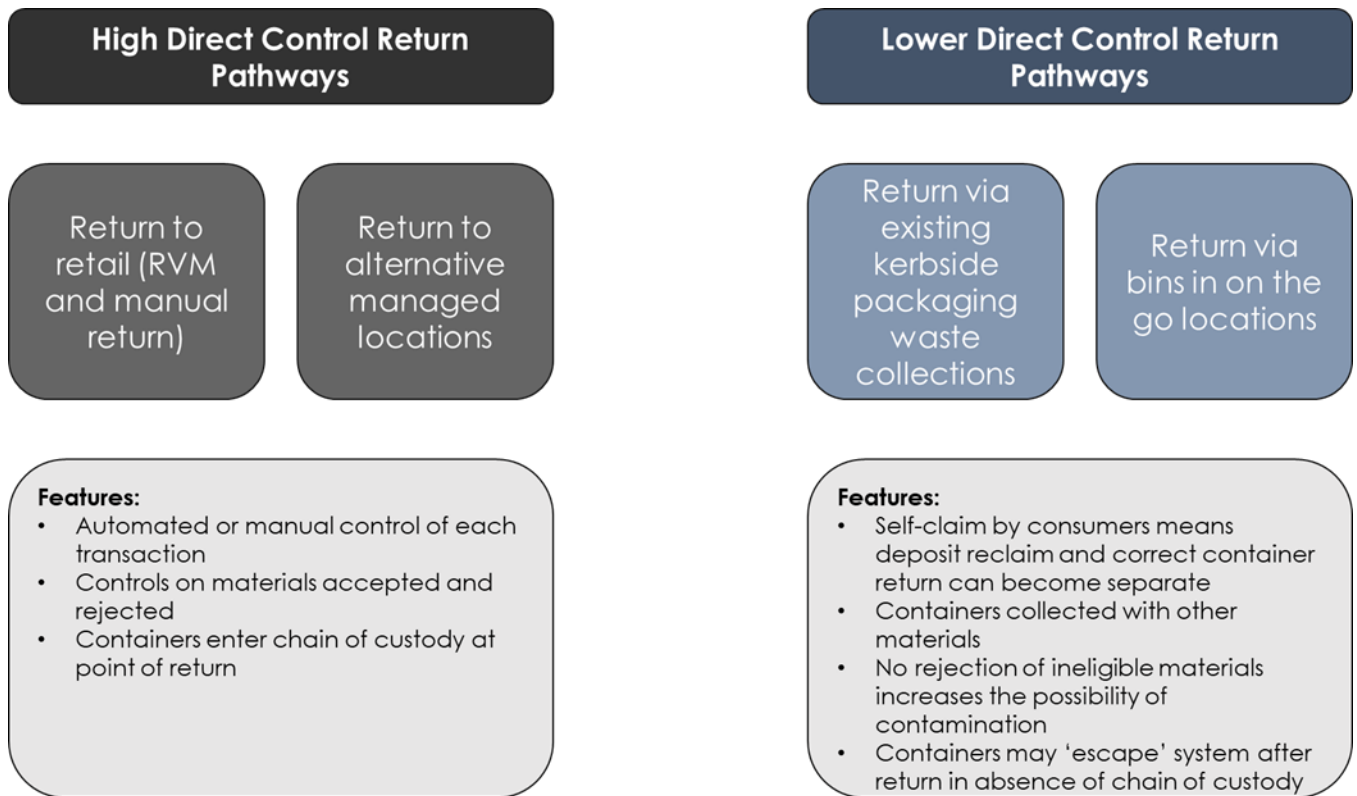 High Direct Control Return
Pathways
Lower Direct Control Return
Pathways
Return to
retail (RVM
and manual
return)
Return to
alternative
managed
locations
Return via
existing
kerbside
packaging
waste
collections
Return via
bins in on the
go locations
Features:
• Automated or manual control of each
transaction
• Controls on materials accepted and
rejected
• Containers enter chain of custody at
point of return
Features:
• Self-claim by consumers means
deposit reclaim and correct container
return can become separate
• Containers collected with other
materials
• No rejection of ineligible materials
increases the possibility of
contamination
• Containers may ‘escape’ system after
return in absence of chain of custody